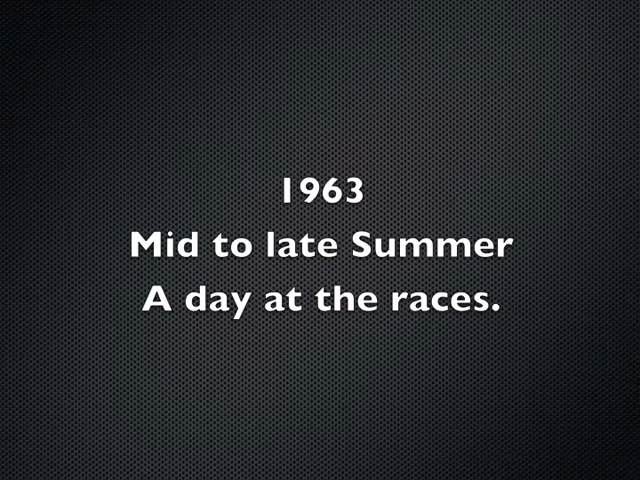 1963
Mid to late Summer
A day at the races.